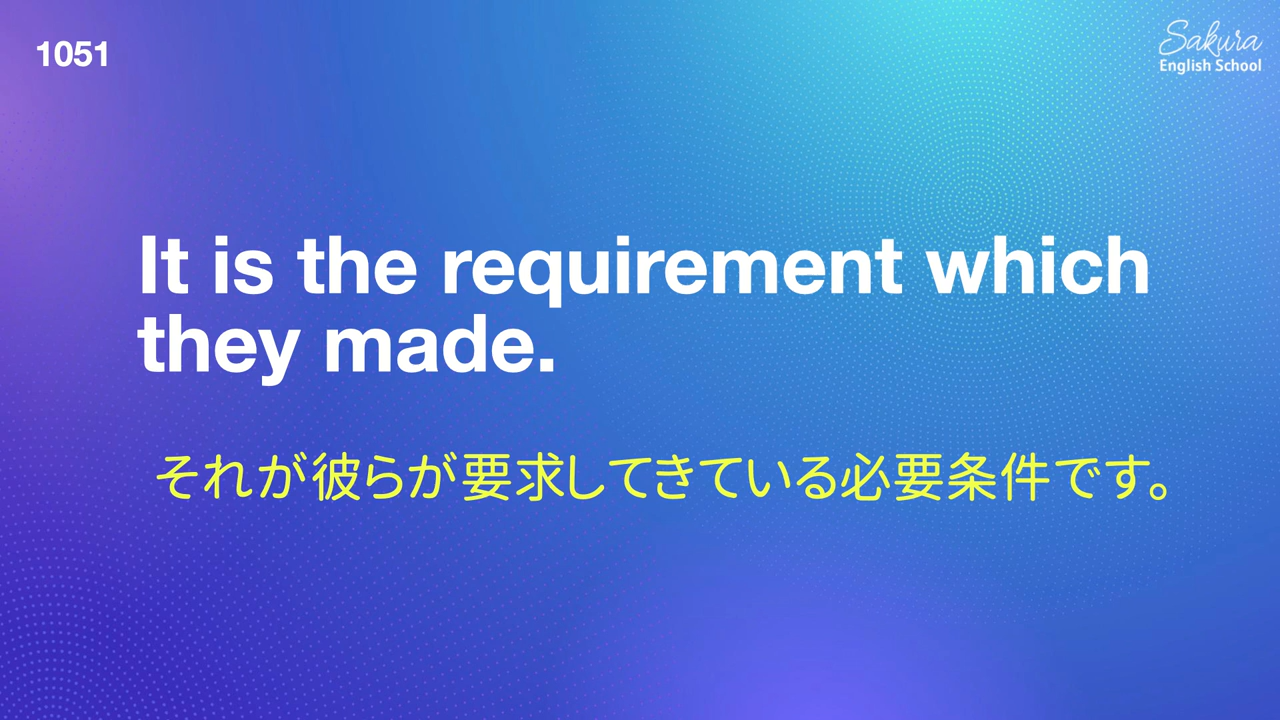 1051
Sakura
English School
It is the requirement which
they made.
それが彼らが要求してきている必要条件です。